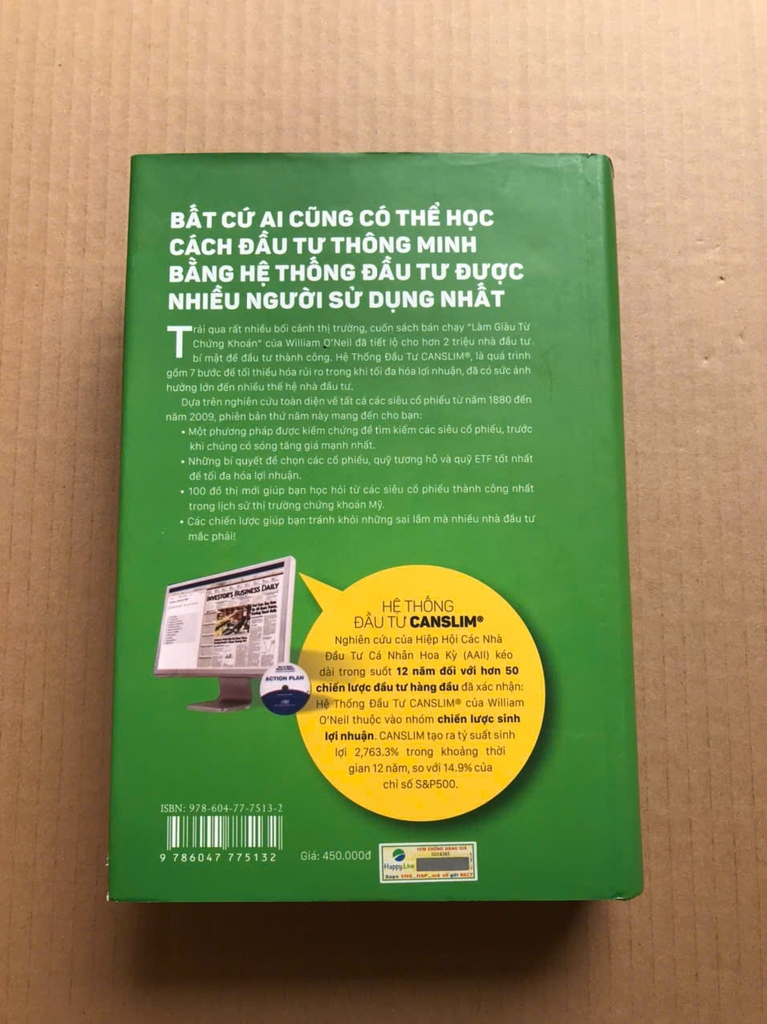 BẤT CỨ AI CŨNG CÓ THỂ HỌC
CÁCH ĐẦU TƯ THÔNG MINH
BẰNG HỆ THỐNG ĐẦU TƯ ĐƯỢC
NHIỀU NGƯỜI SỬ DỤNG NHẤT
Trải qua rất nhiều bối cảnh thị trường, cuốn sách bán chạy "Làm Giàu Từ
Chứng Khoán" của William O'Neil đã tiết lộ cho hơn 2 triệu nhà đầu tư
bí mật để đầu tư thành công. Hệ Thống Đầu Tư CANSLIM®, là quá trình
gồm 7 bước để tối thiểu hóa rủi ro trong khi tối đa hóa lợi nhuận, đã có sức ảnh
hưởng lớn đến nhiều thế hệ nhà đầu tư.
Dựa trên nghiên cứu toàn diện về tất cả các siêu cổ phiếu từ năm 1880 đến
năm 2009, phiên bản thứ năm này mang đến cho bạn:
• Một phương pháp được kiểm chứng để tìm kiếm các siêu cổ phiếu, trước
khi chúng có sóng tăng giá mạnh nhất.
• Những bí quyết để chọn các cổ phiếu, quỹ tương hỗ và quỹ ETF tốt nhất
để tối đa hóa lợi nhuận.
• 100 đồ thị mới giúp bạn học hỏi từ các siêu cổ phiếu thành công nhất
trong lịch sử thị trường chứng khoán Mỹ.
• Các chiến lược giúp bạn tránh khỏi những sai lầm mà nhiều nhà đầu tư
mắc phải!
INVESTOR'S BUSINESS DAILY
ACTION PLAN
HỆ THỐNG
ĐẦU TƯ CANSLIM®
Nghiên cứu của Hiệp Hội Các Nhà
Đầu Tư Cá Nhân Hoa Kỳ (AAII) kéo
dài trong suốt 12 năm đối với hơn 50
chiến lược đầu tư hàng đầu đã xác nhận:
Hệ Thống Đầu Tư CANSLIM® của William
O'Neil thuộc vào nhóm chiến lược sinh
lợi nhuận. CANSLIM tạo ra tỷ suất sinh
lợi 2,763.3% trong khoảng thời
gian 12 năm, so với 14.9% của
chỉ số S&P500.
ISBN: 978-604-77-7513-2
9 786047 775132
Giá: 450.000đ
TEM CHỐNG HÀNG GIẢ
Happy.Live